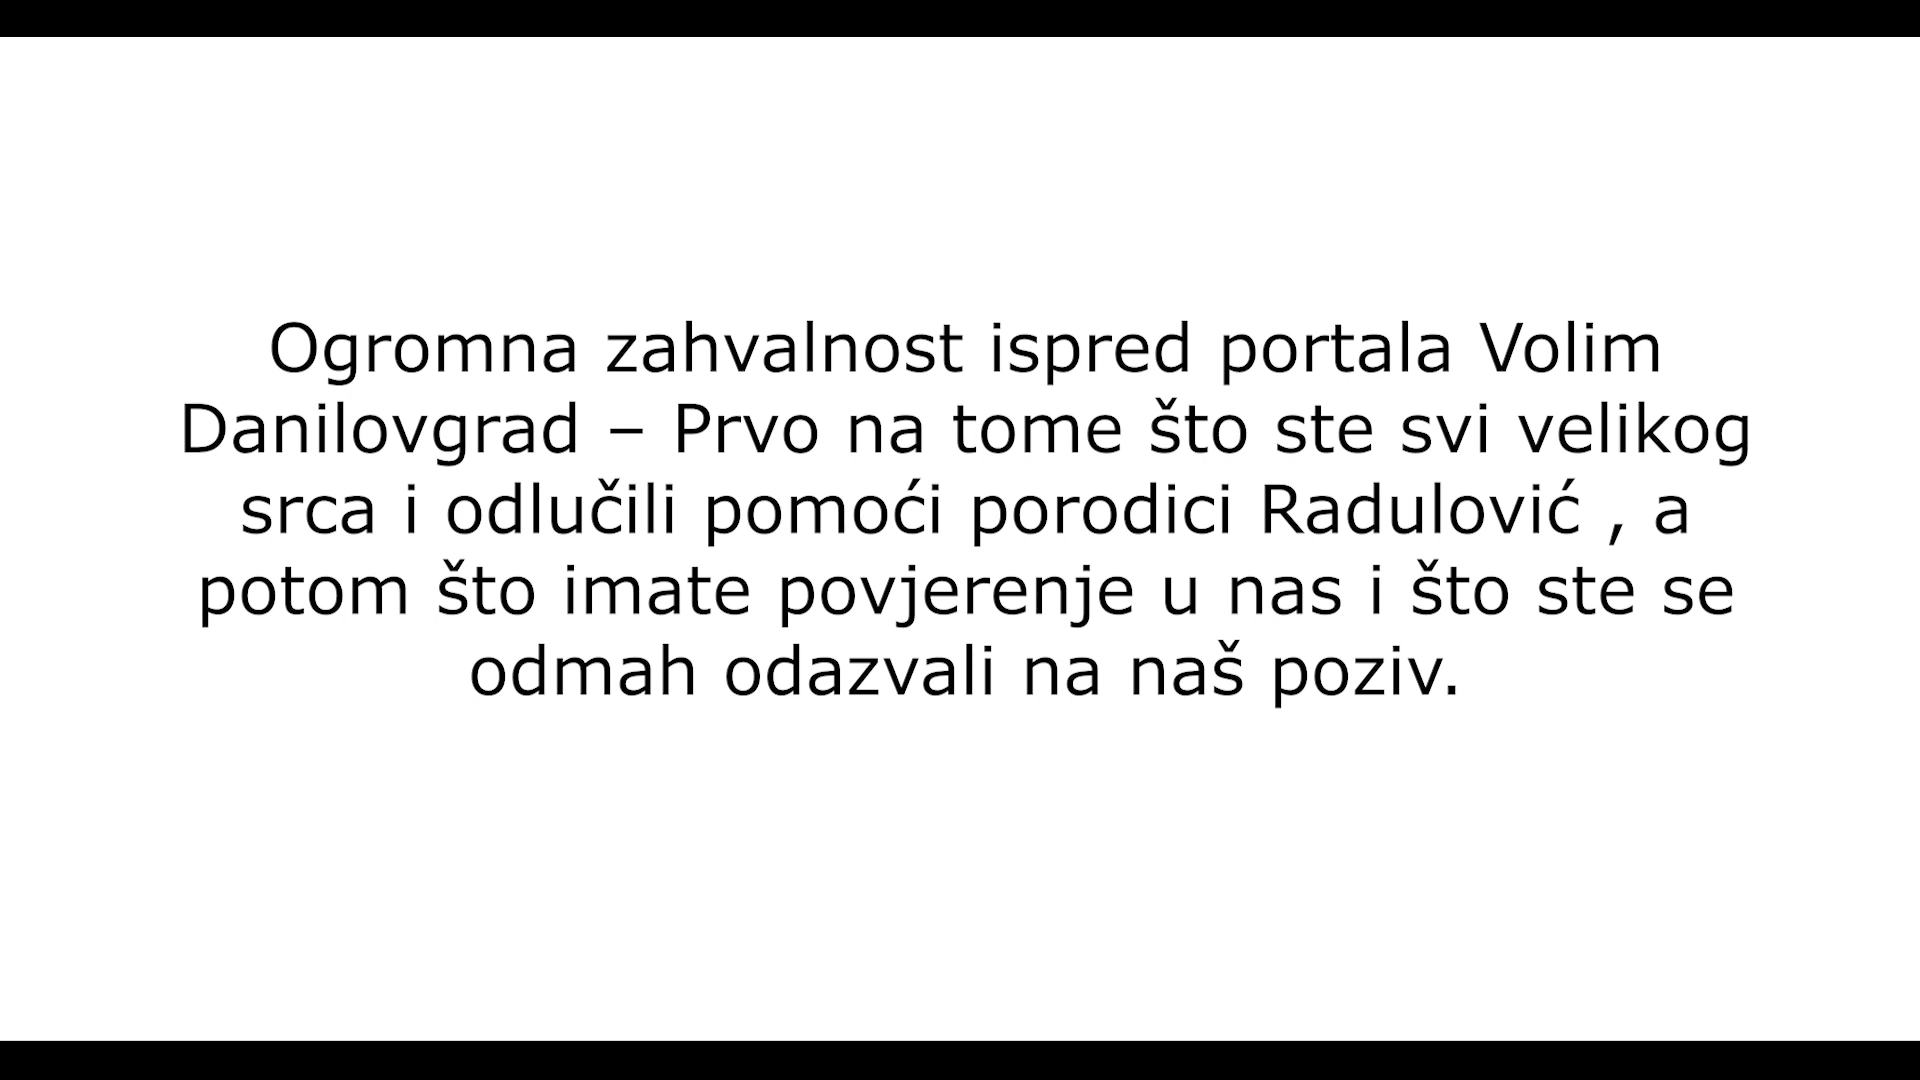 Ogromna zahvalnost ispred portala Volim
Danilovgrad – Prvo na tome što ste svi velikog
srca i odlučili pomoći porodici Radulović , a
potom što imate povjerenje u nas i što ste se
odmah odazvali na naš poziv.